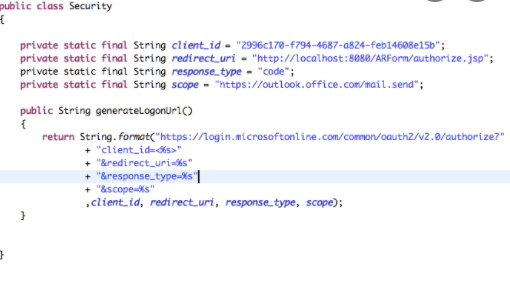 public class Security
{
private static final String client_id = "2996c170-f794-4687-a824-feb14608e15b";
private static final String redirect_uri = "http://localhost:8080/ARForm/authorize.jsp";
private static final String response_type = "code";
private static final String scope = "https://outlook.office.com/mail.send";
public String generateLogonUrl()
{
return String.format("https://login.microsoftonline.com/common/oauth2/v2.0/authorize?"
+ "client_id=<%s>"
+ "&redirect_uri=%s"
+ "&response_type=%s"
+ "&scope=%s"
,client_id, redirect_uri, response_type, scope);
}
}